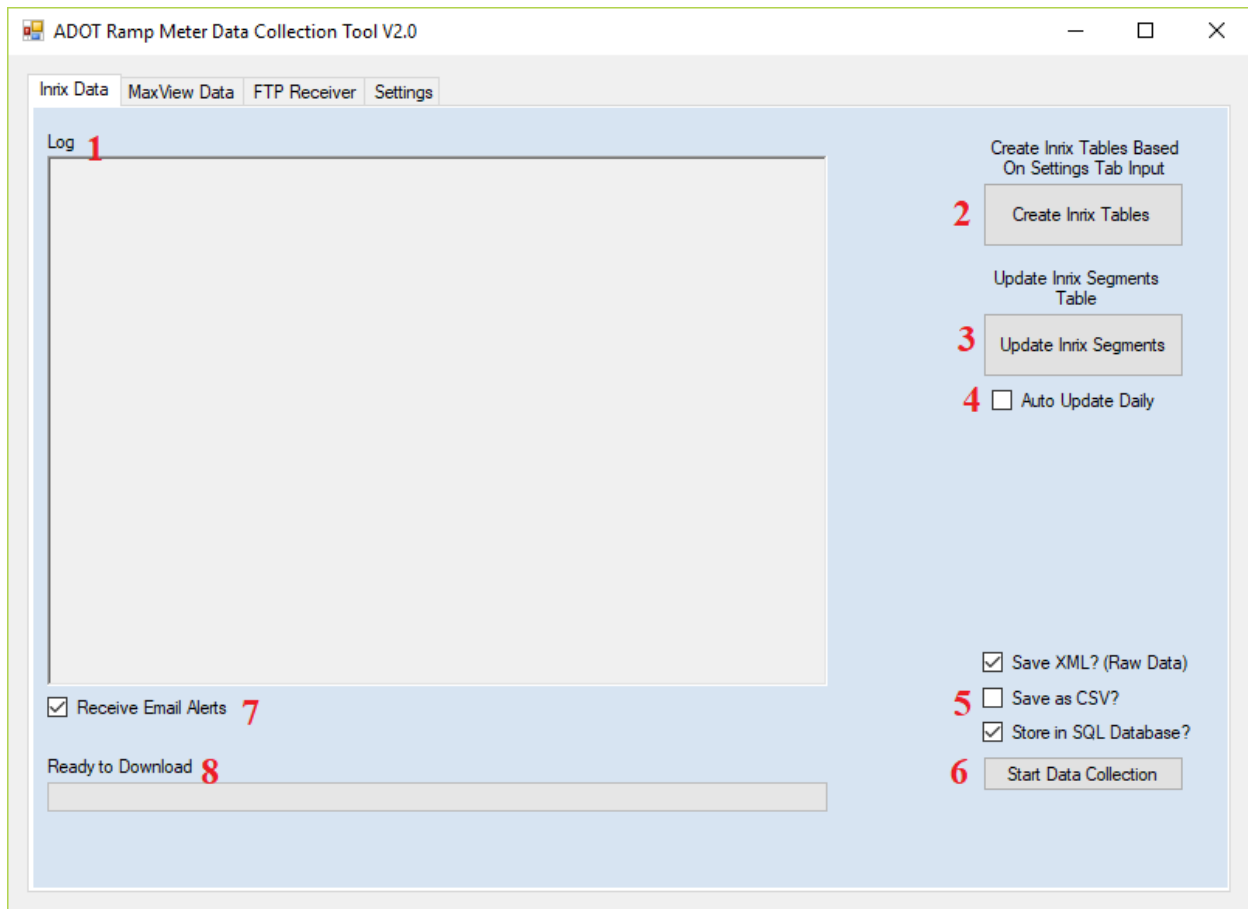 ADOT Ramp Meter Data Collection Tool V2.0
Inrix Data MaxView Data FTP Receiver Settings
Log 1
Create Inrix Tables Based
On Settings Tab Input
2 Create Inrix Tables
Update Inrix Segments
Table
3 Update Inrix Segments
4 Auto Update Daily
Save XML? (Raw Data)
5 Save as CSV?
Store in SQL Database?
6 Start Data Collection
Receive Email Alerts 7
Ready to Download 8